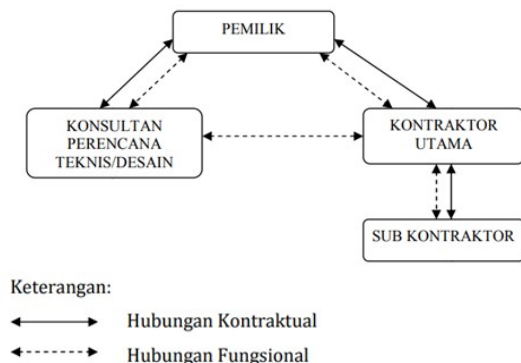 PEMILIK
KONSULTAN
PERENCANA
TEKNIS/DESAIN
KONTRAKTOR
UTAMA
SUB KONTRAKTOR
Keterangan:
Hubungan Kontraktual
Hubungan Fungsional